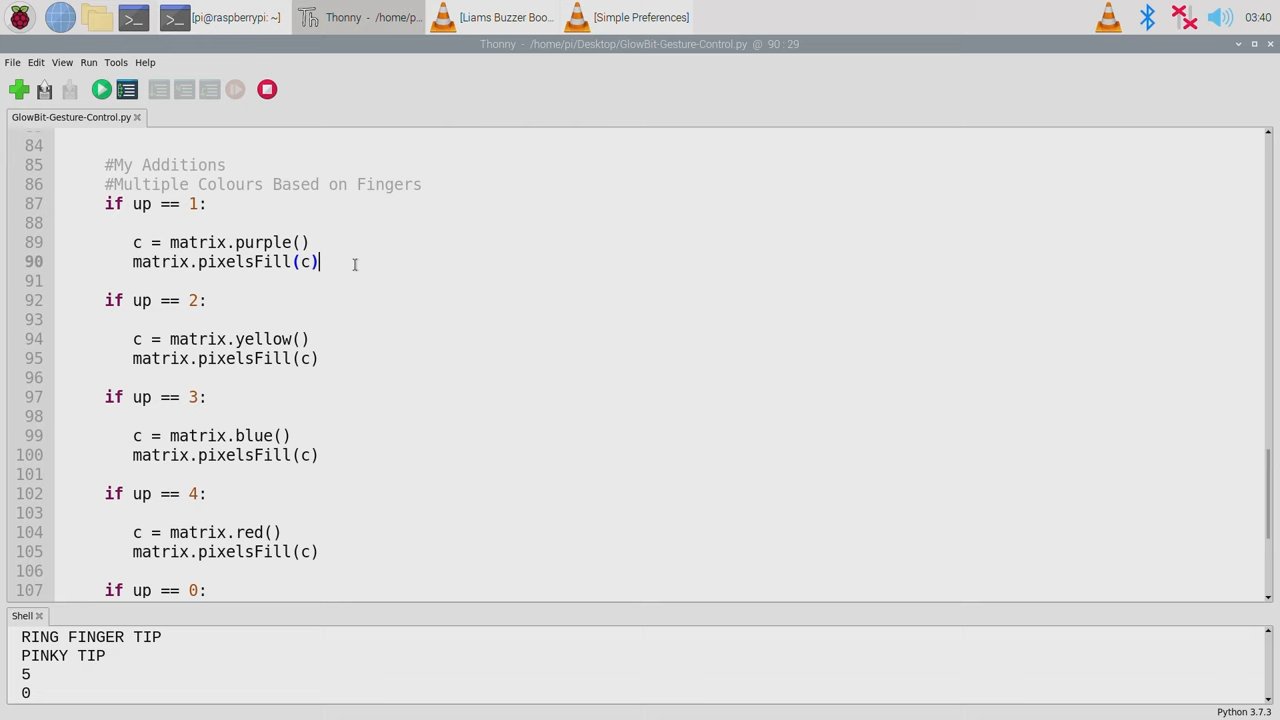 [pi@raspberrypi: ~]
Thonny - /home/p...
[Liams Buzzer Boo...
[Simple Preferences]
03:40
Thonny - /home/pi/Desktop/GlowBit-Gesture-Control.py @ 90:29
File Edit View Run Tools Help
GlowBit-Gesture-Control.py
84
85 #My Additions
86 #Multiple Colours Based on Fingers
87 if up == 1:
88
89 c = matrix.purple()
90 matrix.pixelsFill(c)
91
92 if up == 2:
93
94 c = matrix.yellow()
95 matrix.pixelsFill(c)
96
97 if up == 3:
98
99 c = matrix.blue()
100 matrix.pixelsFill(c)
101
102 if up == 4:
103
104 c = matrix.red()
105 matrix.pixelsFill(c)
106
107 if up == 0:
Shell
RING FINGER TIP
PINKY TIP
5
0
Python 3.7.3